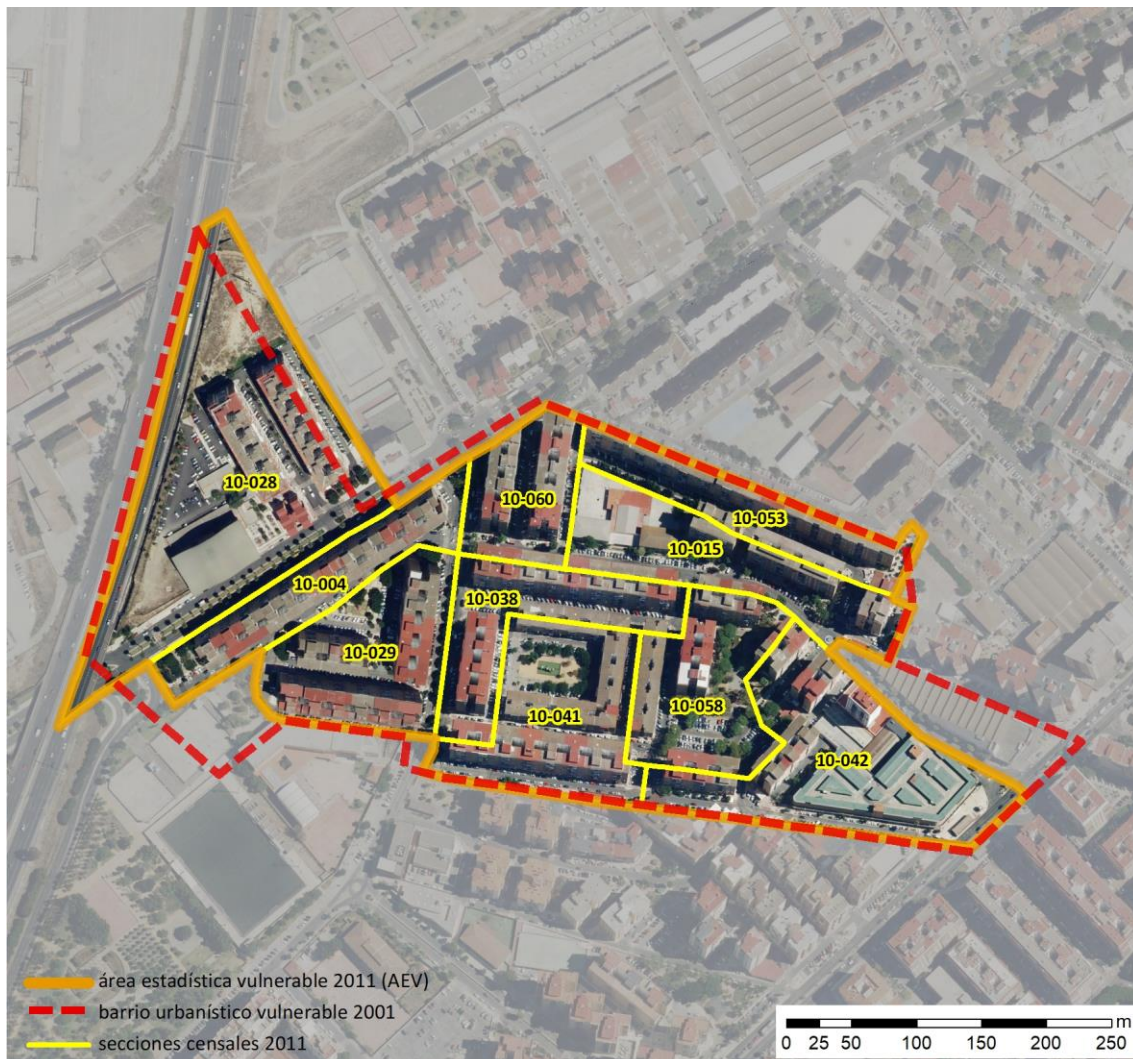 10-028
10-060
10-053
10-015
10-004
10-038
10-029
10-041
10-058
10-042
área estadística vulnerable 2011 (AEV)
barrio urbanístico vulnerable 2001
secciones censales 2011
m
0 25 50 100 150 200 250